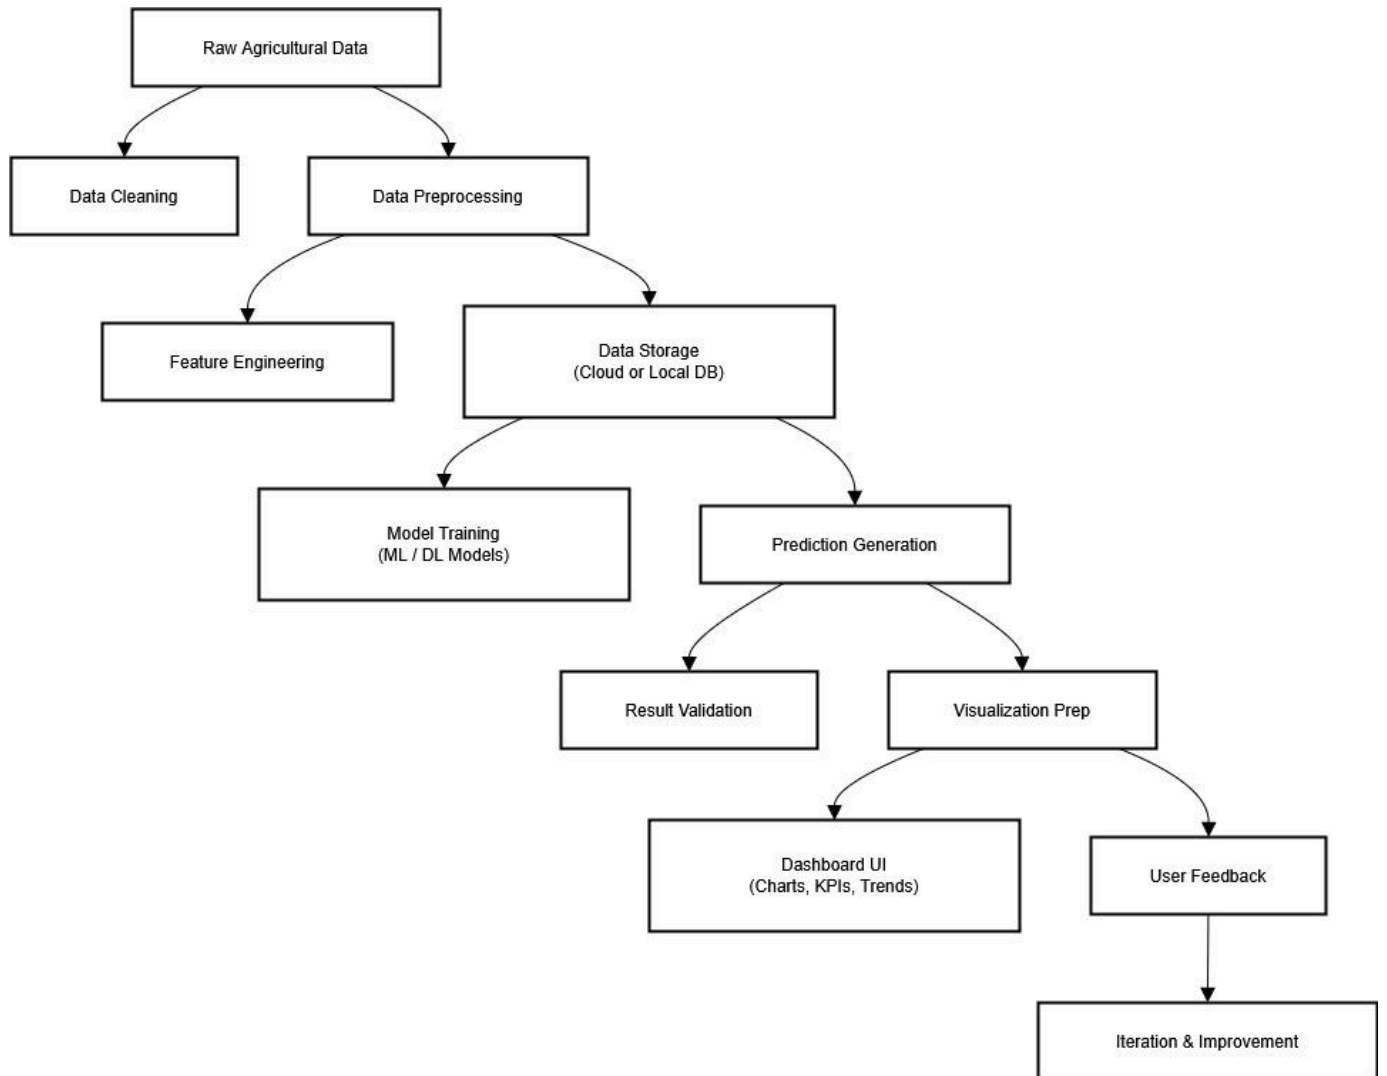 Raw Agricultural Data
Data Cleaning
Data Preprocessing
Feature Engineering
Data Storage
(Cloud or Local DB)
Model Training
(ML / DL Models)
Prediction Generation
Result Validation
Visualization Prep
Dashboard UI
(Charts, KPIs, Trends)
User Feedback
Iteration & Improvement